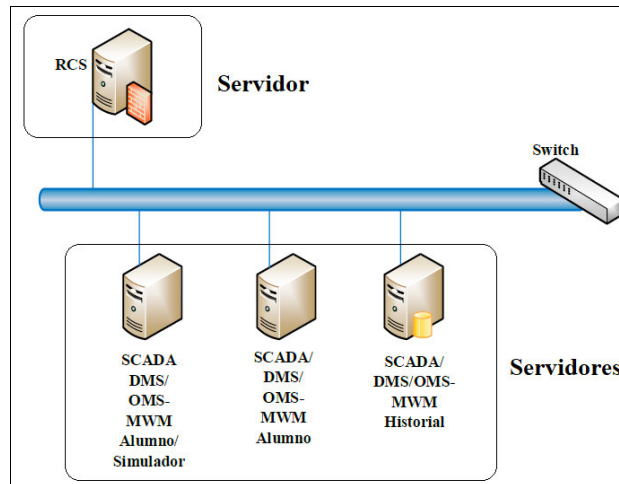 RCS
Servidor
Switch
SCADA
DMS/
OMS-
MWM
Alumno/
Simulador
SCADA/
DMS/
OMS-
MWM
Alumno
SCADA/
DMS/OMS-
MWM
Historial
Servidores